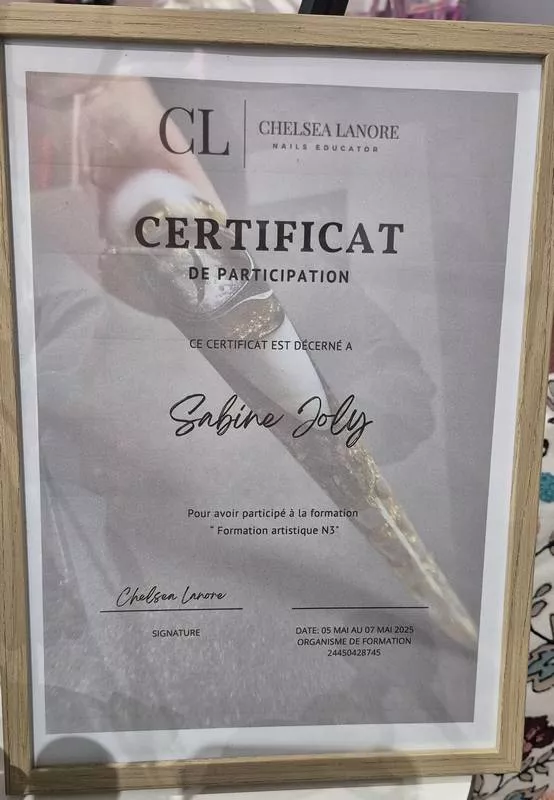 CL
CHELSEA LANORE
NAILS EDUCATOR
CERTIFICAT
DE PARTICIPATION
CE CERTIFICAT EST DÉCERNÉ A
Sabine Joly
Pour avoir participé à la formation
" Formation artistique N3"
Chelsea Lanore
SIGNATURE
DATE: 05 MAI AU 07 MAI 2025
ORGANISME DE FORMATION
24450428745